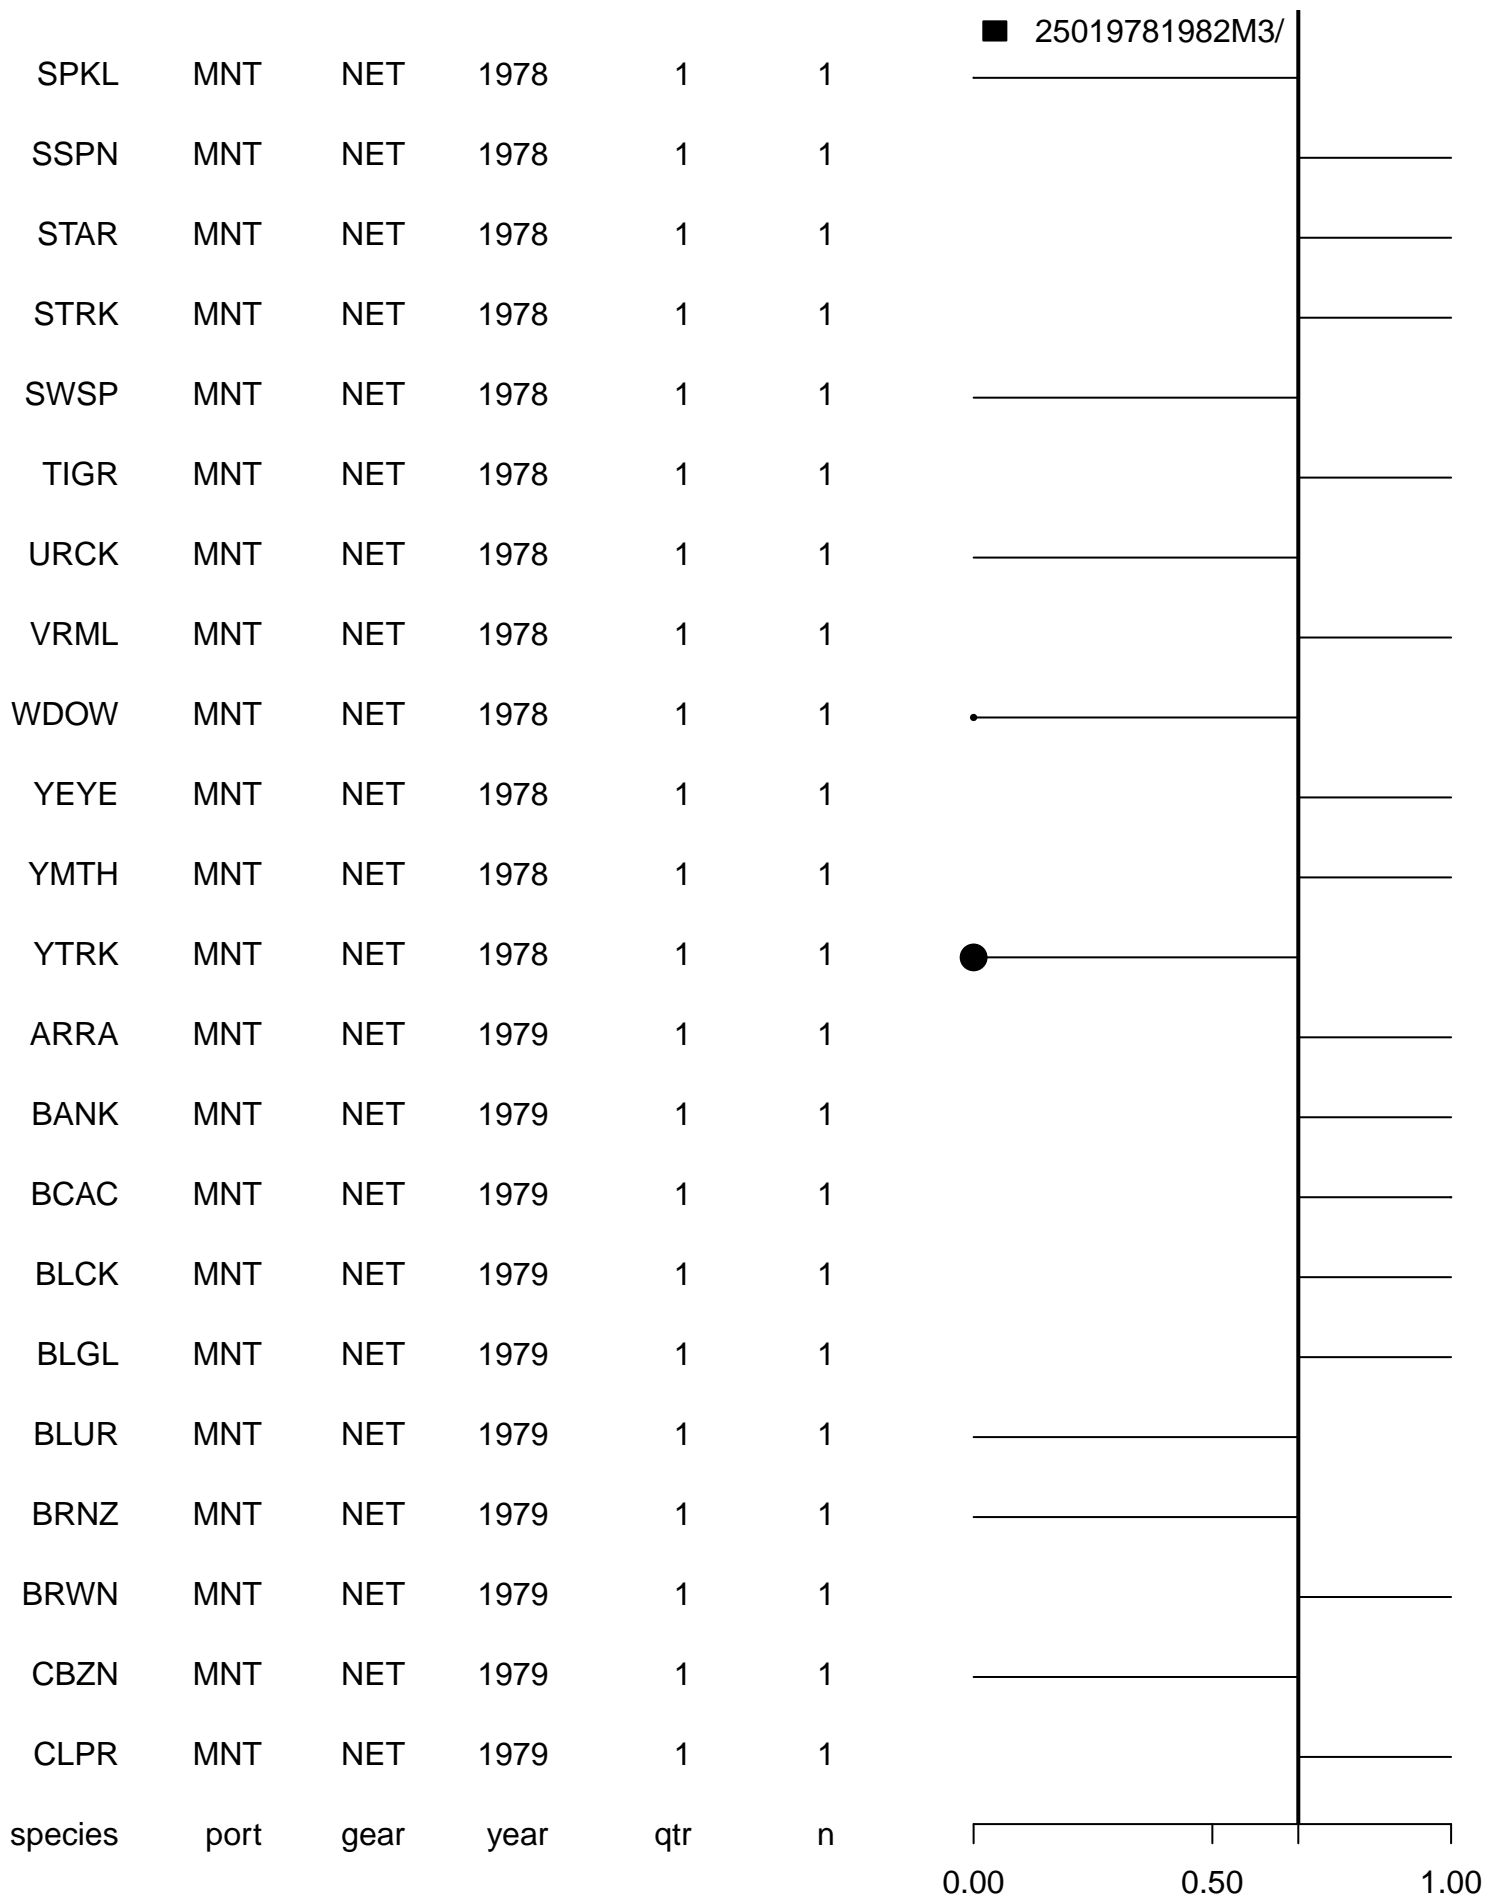 25019781982M3/
SPKL MNT NET 1978 1 1
SSPN MNT NET 1978 1 1
STAR MNT NET 1978 1 1
STRK MNT NET 1978 1 1
SWSP MNT NET 1978 1 1
TIGR MNT NET 1978 1 1
URCK MNT NET 1978 1 1
VRML MNT NET 1978 1 1
WDOW MNT NET 1978 1 1
YEYE MNT NET 1978 1 1
YMTH MNT NET 1978 1 1
YTRK MNT NET 1978 1 1
ARRA MNT NET 1979 1 1
BANK MNT NET 1979 1 1
BCAC MNT NET 1979 1 1
BLCK MNT NET 1979 1 1
BLGL MNT NET 1979 1 1
BLUR MNT NET 1979 1 1
BRNZ MNT NET 1979 1 1
BRWN MNT NET 1979 1 1
CBZN MNT NET 1979 1 1
CLPR MNT NET 1979 1 1
species port gear year qtr n
0.00 0.50 1.00